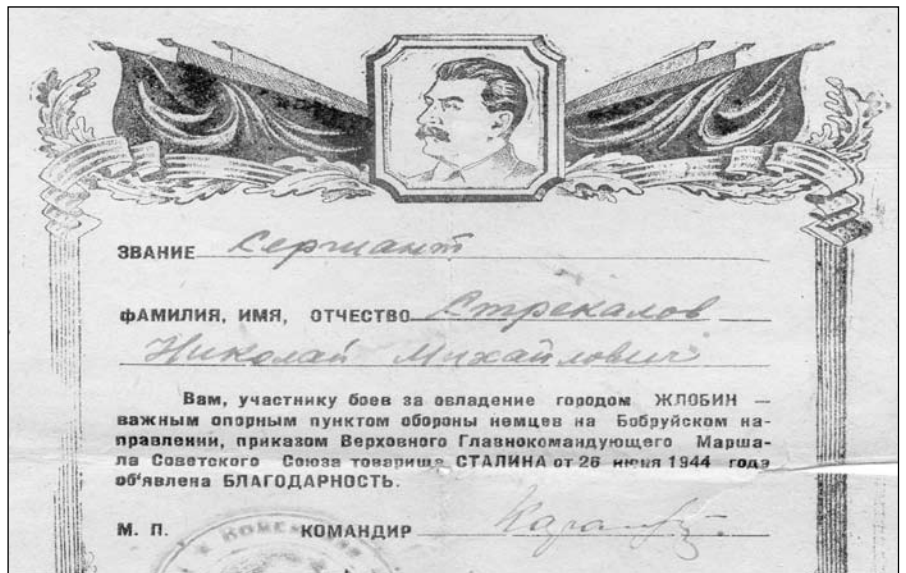 ЗВАНИЕ Сержант
ФАМИЛИЯ, ИМЯ, ОТЧЕСТВО Стрекалов
Николай Михайлович
Вам, участнику боев за овладение городом ЖЛОБИН —
важным опорным пунктом обороны немцев на Бобруйском на-
правлении, приказом Верховного Главнокомандующего Марша-
ла Советского Союза товарища СТАЛИНА от 26 июня 1944 года
об'явлена БЛАГОДАРНОСТЬ.
М. П. КОМАНДИР